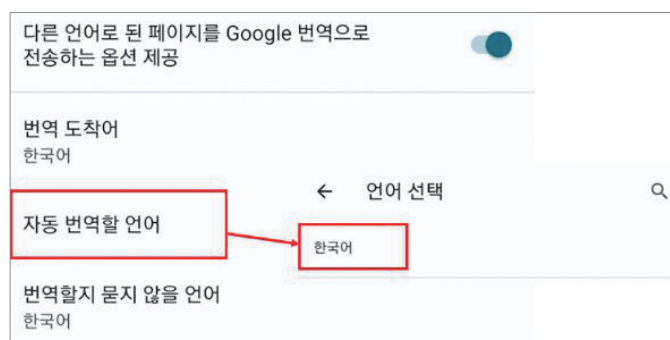 다른 언어로 된 페이지를 Google 번역으로
전송하는 옵션 제공
번역 도착어
한국어
자동 번역할 언어
번역할지 묻지 않을 언어
한국어
← 언어 선택
한국어